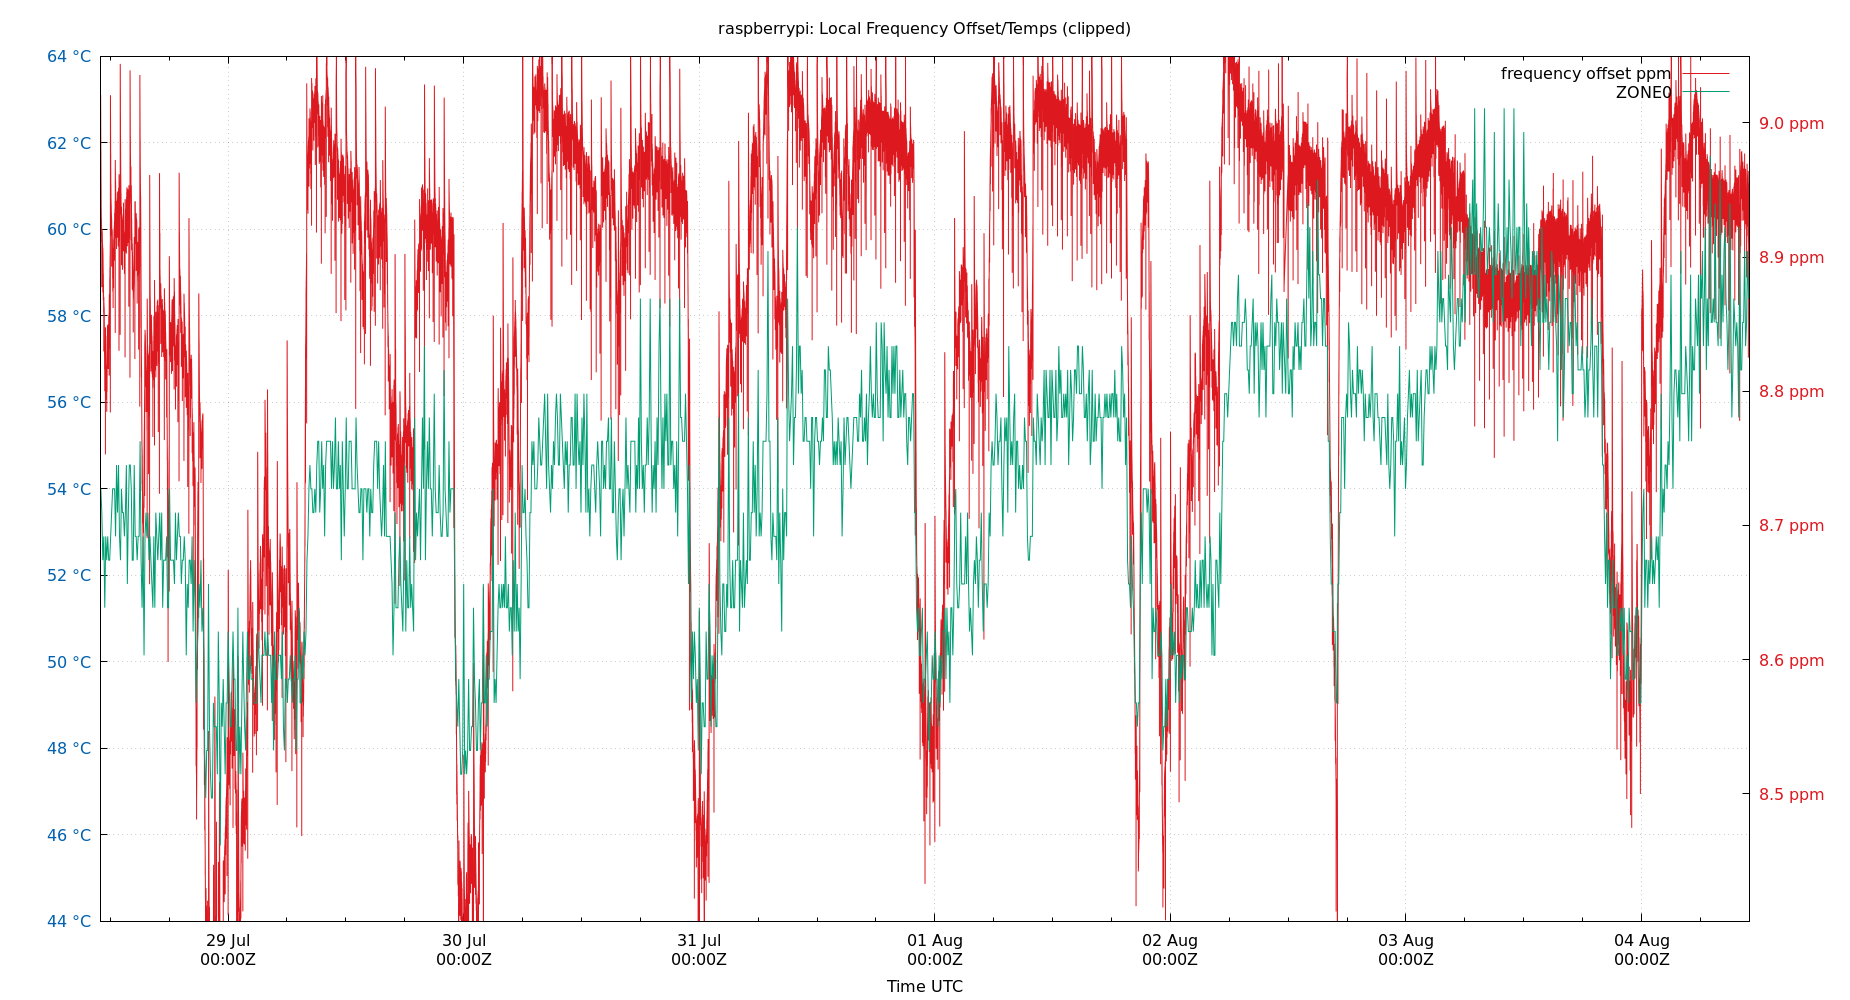 raspberrypi: Local Frequency Offset/Temps (clipped)
64 °C
62 °C
60 °C
58 °C
56 °C
54 °C
52 °C
50 °C
48 °C
46 °C
44 °C
frequency offset ppm
ZONE0
9.0 ppm
8.9 ppm
8.8 ppm
8.7 ppm
8.6 ppm
8.5 ppm
29 Jul
00:00Z
30 Jul
00:00Z
31 Jul
00:00Z
01 Aug
00:00Z
02 Aug
00:00Z
03 Aug
00:00Z
04 Aug
00:00Z
Time UTC